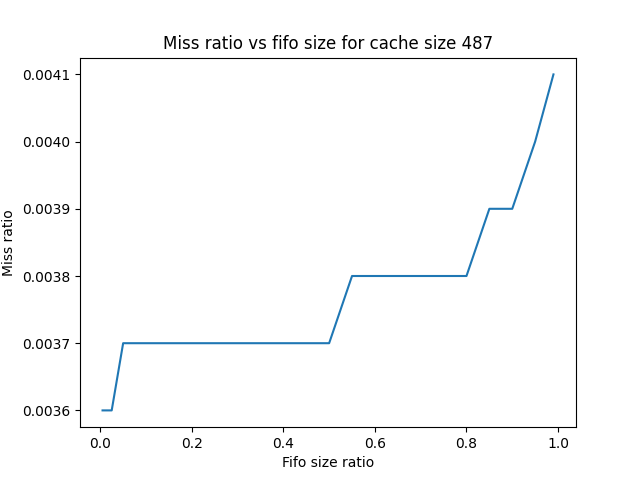 Miss ratio vs fifo size for cache size 487
0.0041
0.0040
0.0039
0.0038
0.0037
0.0036
Miss ratio
0.0 0.2 0.4 0.6 0.8 1.0
Fifo size ratio